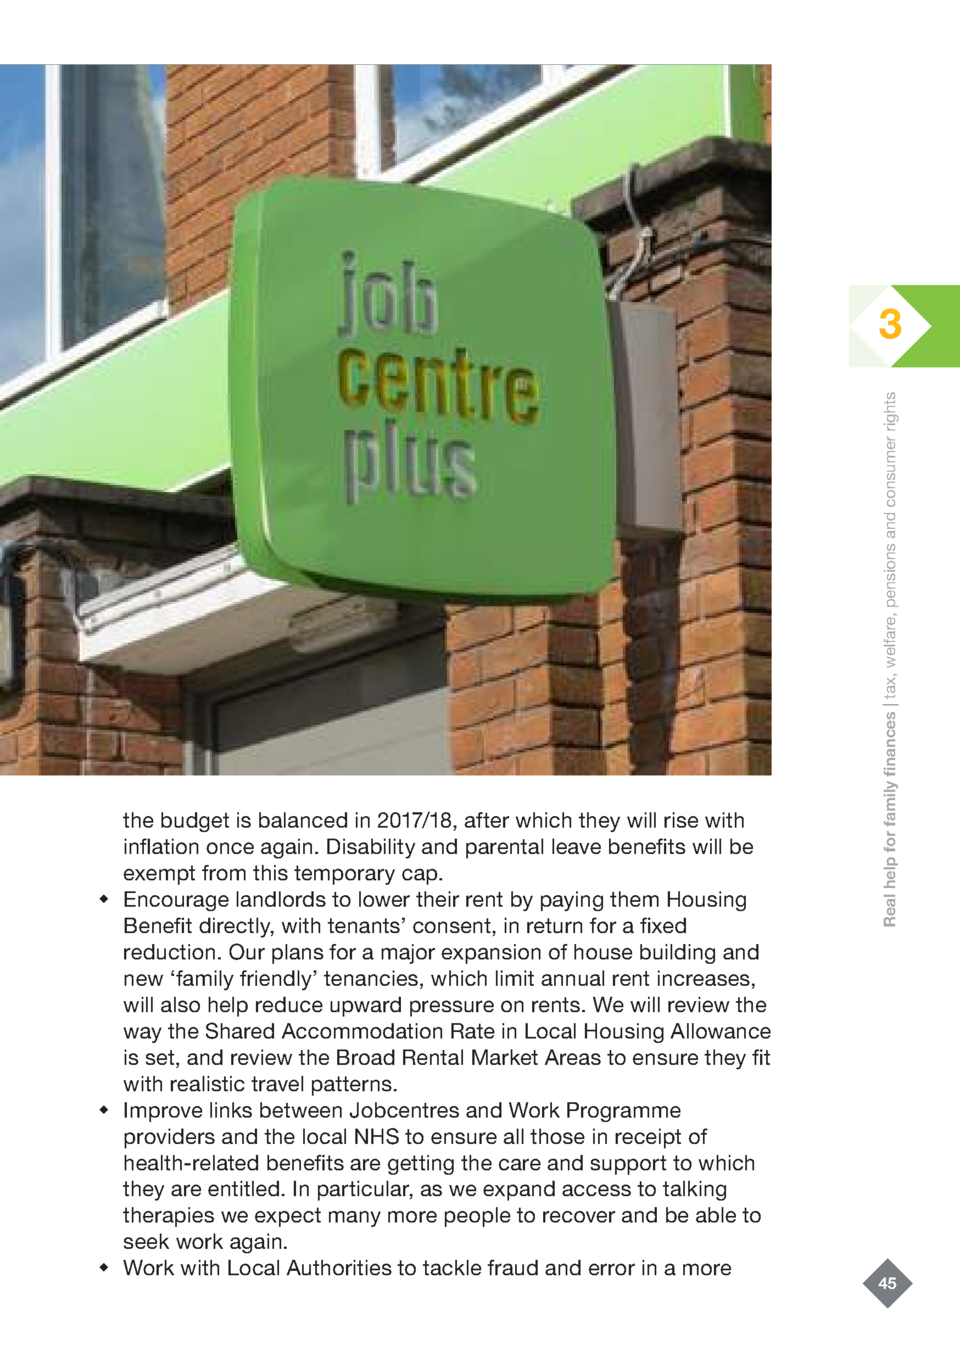 job
centre
plus
3
Real help for family finances | tax, welfare, pensions and consumer rights
the budget is balanced in 2017/18, after which they will rise with
inflation once again. Disability and parental leave benefits will be
exempt from this temporary cap.
◆ Encourage landlords to lower their rent by paying them Housing
Benefit directly, with tenants’ consent, in return for a fixed
reduction. Our plans for a major expansion of house building and
new ‘family friendly’ tenancies, which limit annual rent increases,
will also help reduce upward pressure on rents. We will review the
way the Shared Accommodation Rate in Local Housing Allowance
is set, and review the Broad Rental Market Areas to ensure they fit
with realistic travel patterns.
◆ Improve links between Jobcentres and Work Programme
providers and the local NHS to ensure all those in receipt of
health-related benefits are getting the care and support to which
they are entitled. In particular, as we expand access to talking
therapies we expect many more people to recover and be able to
seek work again.
◆ Work with Local Authorities to tackle fraud and error in a more
45